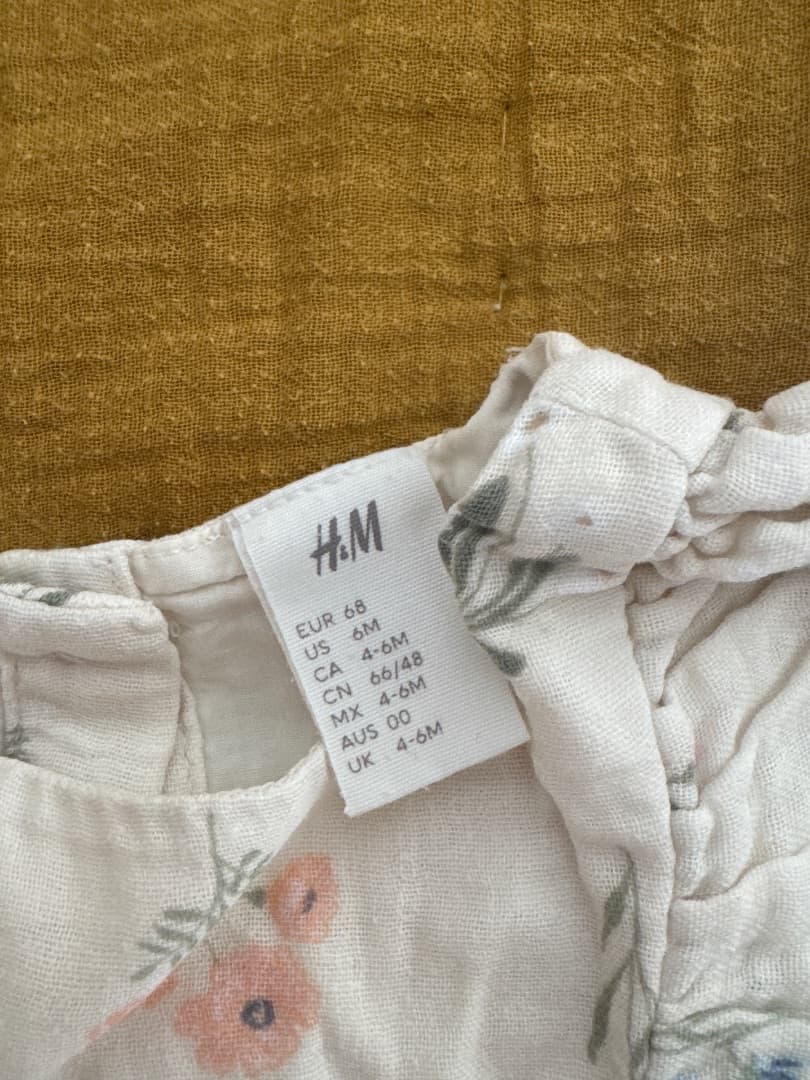 H&M
EUR 68
US 6M
CA 4-6M
CN 66/48
MX 4-6M
AUS 00
UK 4-6M